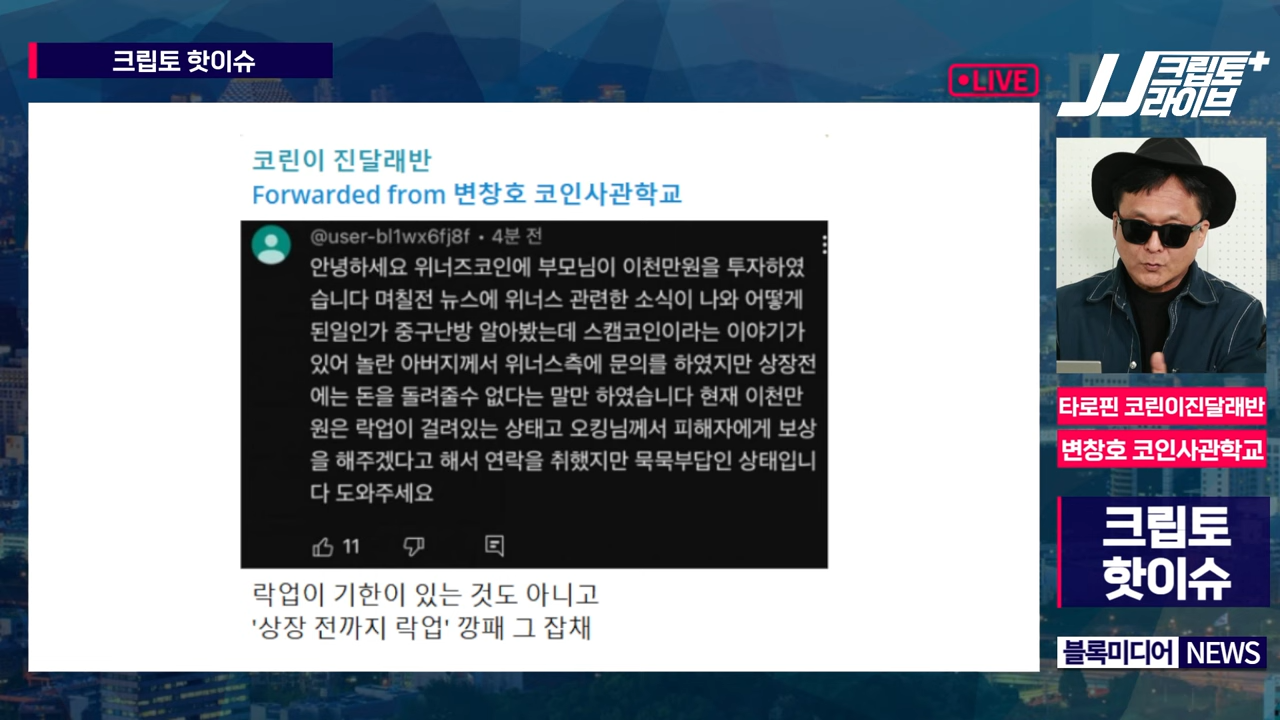 크립토 핫이슈
LIVE
JJ 크립토+
라이브
코린이 진달래반
Forwarded from 변창호 코인사관학교
@user-bl1wx6fj8f • 4분 전
안녕하세요 위너즈코인에 부모님이 이천만원을 투자하였
습니다 며칠전 뉴스에 위너스 관련한 소식이 나와 어떻게
된일인가 중구난방 알아봤는데 스캠코인이라는 이야기가
있어 놀란 아버지께서 위너스측에 문의를 하였지만 상장전
에는 돈을 돌려줄수 없다는 말만 하였습니다 현재 이천만
원은 락업이 걸려있는 상태고 오킹님께서 피해자에게 보상
을 해주겠다고 해서 연락을 취했지만 묵묵부답인 상태입니
다 도와주세요
11
락업이 기한이 있는 것도 아니고
'상장 전까지 락업' 깡패 그 잡채
타로핀 코린이진달래반
변창호 코인사관학교
크립토
핫이슈
블록미디어 NEWS